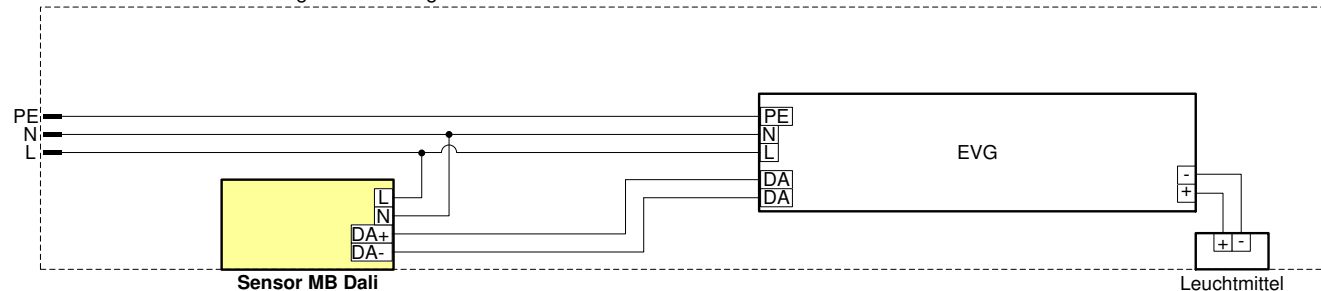 PE
PE
N
N
L
L
EVG
DA
DA
-
+
L
N
DA+
DA-
+ -
Sensor MB Dali
Leuchtmittel